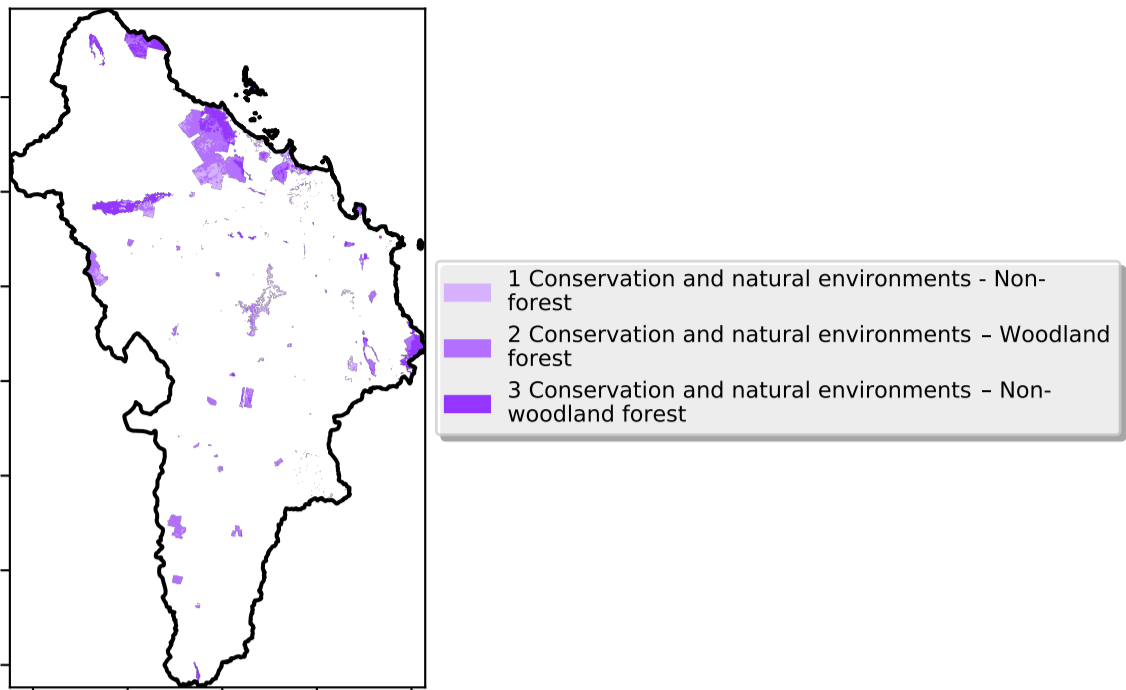 1 Conservation and natural environments - Non-
forest
2 Conservation and natural environments – Woodland
forest
3 Conservation and natural environments – Non-
woodland forest